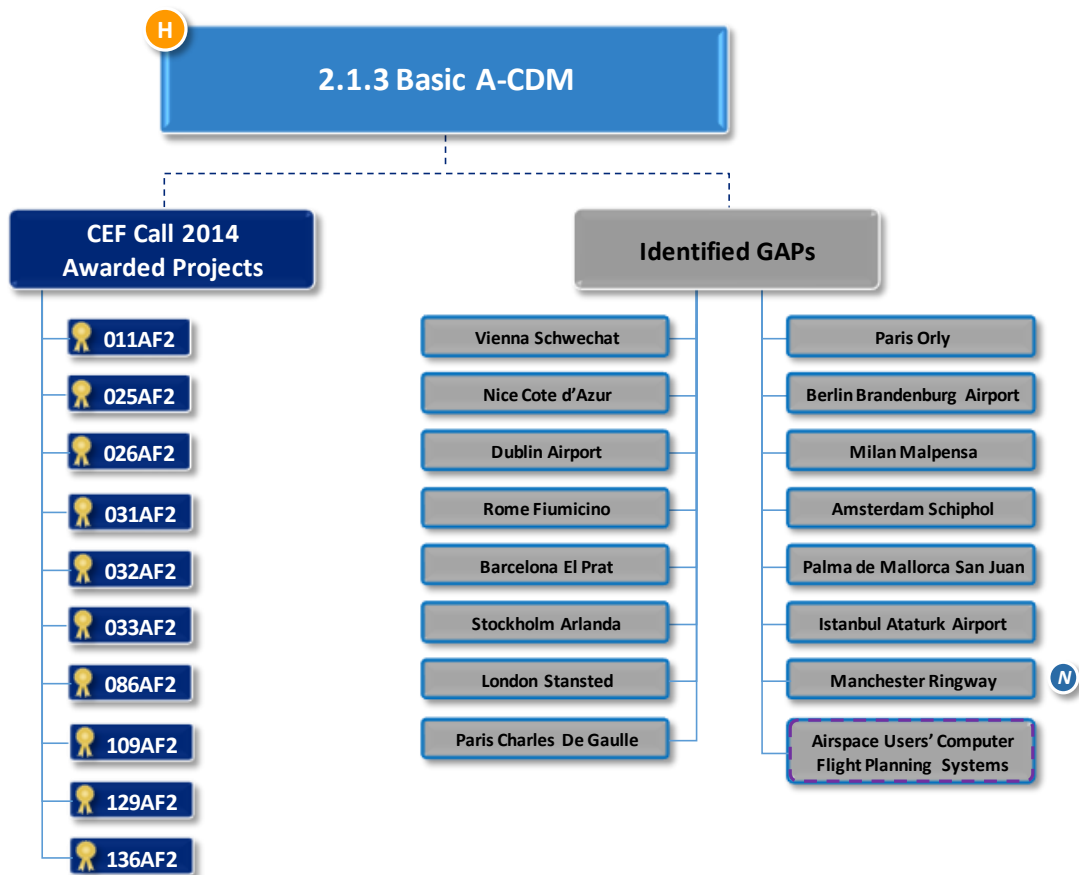 H
2.1.3 Basic A-CDM
CEF Call 2014
Awarded Projects
011AF2
025AF2
026AF2
031AF2
032AF2
033AF2
086AF2
109AF2
129AF2
136AF2
Identified GAPs
Vienna Schwechat
Nice Cote d’Azur
Dublin Airport
Rome Fiumicino
Barcelona El Prat
Stockholm Arlanda
London Stansted
Paris Charles De Gaulle
Paris Orly
Berlin Brandenburg Airport
Milan Malpensa
Amsterdam Schiphol
Palma de Mallorca San Juan
Istanbul Ataturk Airport
Manchester Ringway
N
Airspace Users’ Computer
Flight Planning Systems